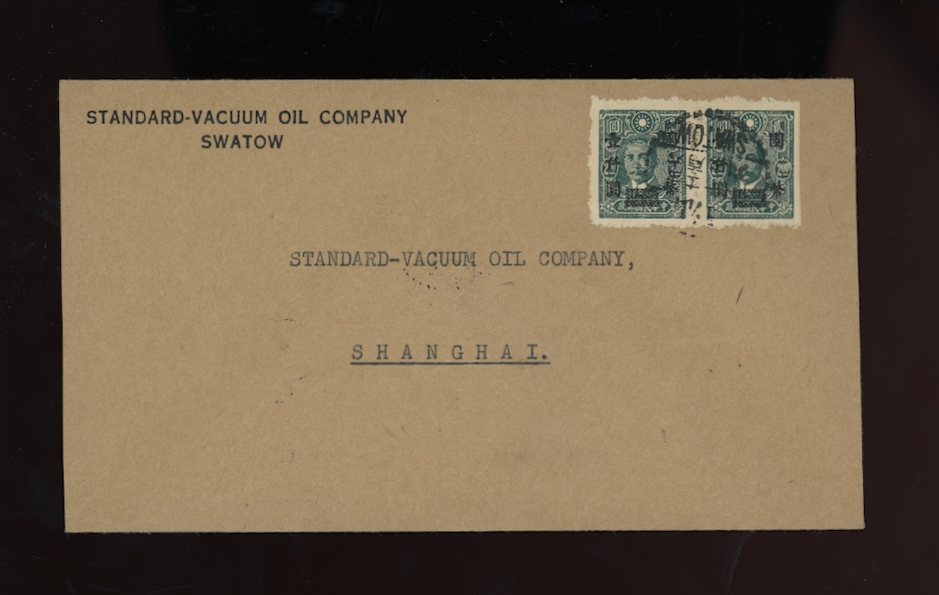 STANDARD-VACUUM OIL COMPANY
SWATOW
STANDARD-VACUUM OIL COMPANY,
SHANGHAI.